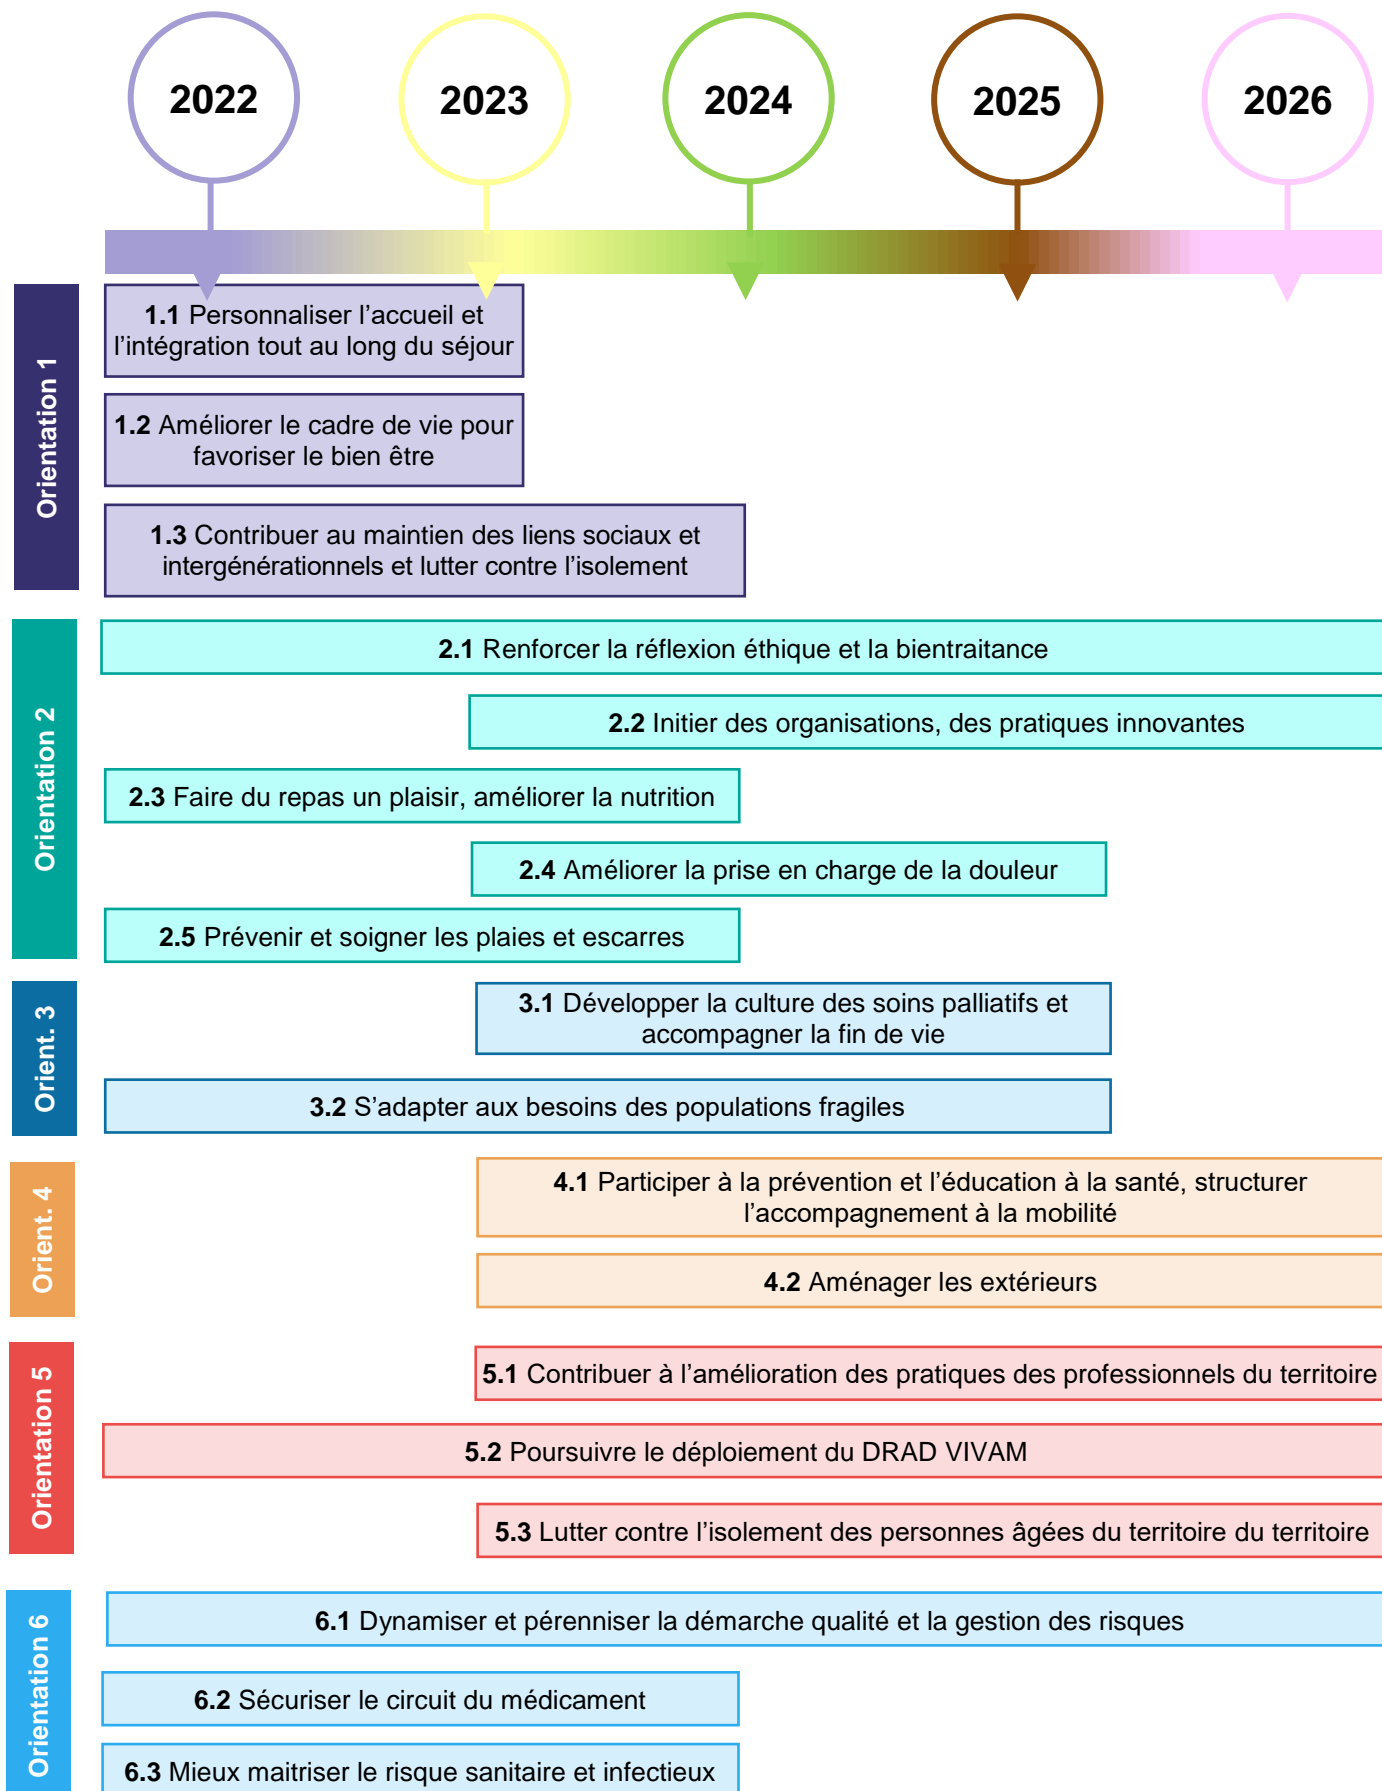 2022
2023
2024
2025
2026
Orientation 1
1.1 Personnaliser l’accueil et
l’intégration tout au long du séjour
1.2 Améliorer le cadre de vie pour
favoriser le bien être
1.3 Contribuer au maintien des liens sociaux et
intergénérationnels et lutter contre l’isolement
Orientation 2
2.1 Renforcer la réflexion éthique et la bientraitance
2.2 Initier des organisations, des pratiques innovantes
2.3 Faire du repas un plaisir, améliorer la nutrition
2.4 Améliorer la prise en charge de la douleur
2.5 Prévenir et soigner les plaies et escarres
Orient. 3
3.1 Développer la culture des soins palliatifs et
accompagner la fin de vie
3.2 S’adapter aux besoins des populations fragiles
Orient. 4
4.1 Participer à la prévention et l’éducation à la santé, structurer
l’accompagnement à la mobilité
4.2 Aménager les extérieurs
Orientation 5
5.1 Contribuer à l’amélioration des pratiques des professionnels du territoire
5.2 Poursuivre le déploiement du DRAD VIVAM
5.3 Lutter contre l’isolement des personnes âgées du territoire du territoire
Orientation 6
6.1 Dynamiser et pérenniser la démarche qualité et la gestion des risques
6.2 Sécuriser le circuit du médicament
6.3 Mieux maitriser le risque sanitaire et infectieux